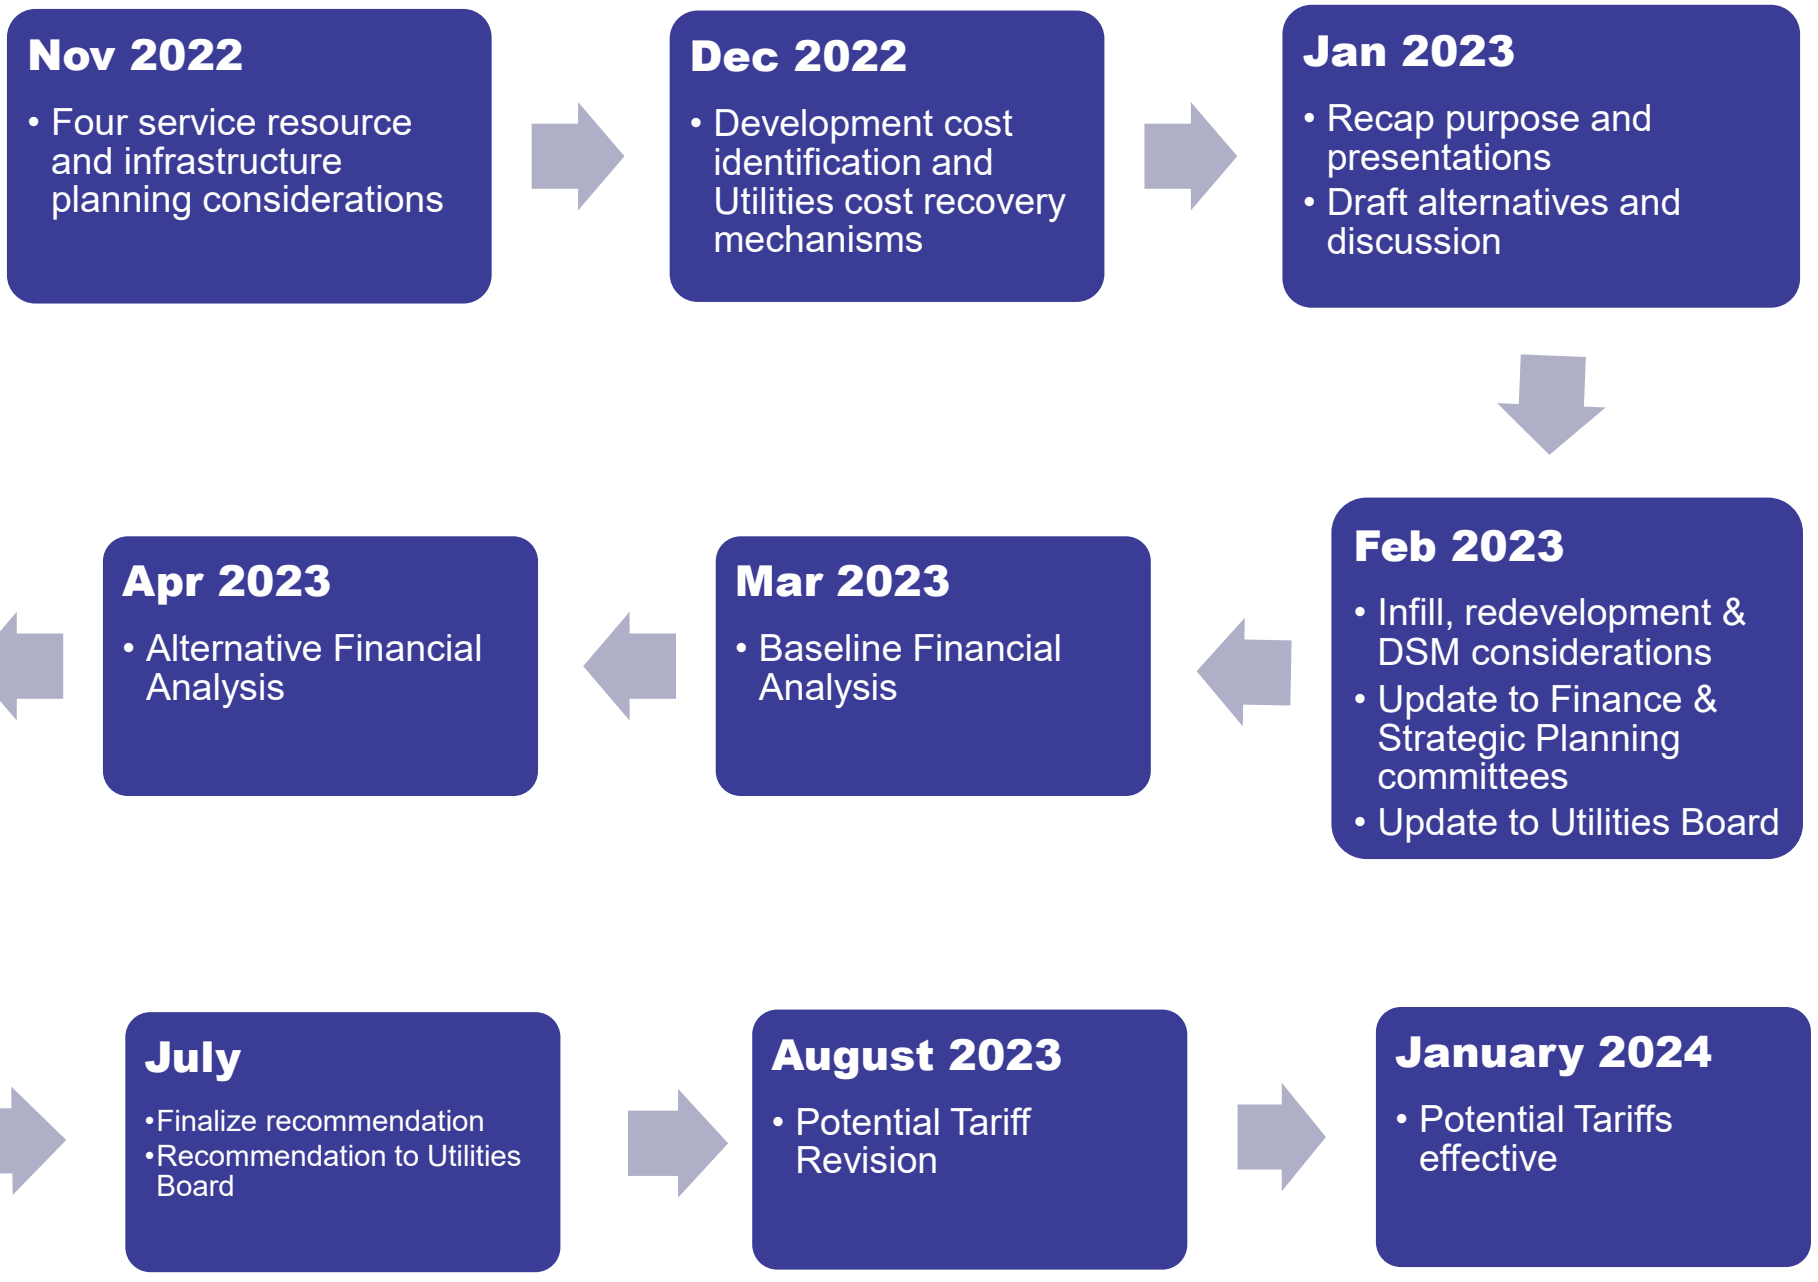 Nov 2022
• Four service resource
and infrastructure
planning considerations
Dec 2022
• Development cost
identification and
Utilities cost recovery
mechanisms
Jan 2023
• Recap purpose and
presentations
• Draft alternatives and
discussion
Feb 2023
• Infill, redevelopment &
DSM considerations
• Update to Finance &
Strategic Planning
committees
• Update to Utilities Board
Mar 2023
• Baseline Financial
Analysis
Apr 2023
• Alternative Financial
Analysis
July
•Finalize recommendation
•Recommendation to Utilities
Board
August 2023
• Potential Tariff
Revision
January 2024
• Potential Tariffs
effective